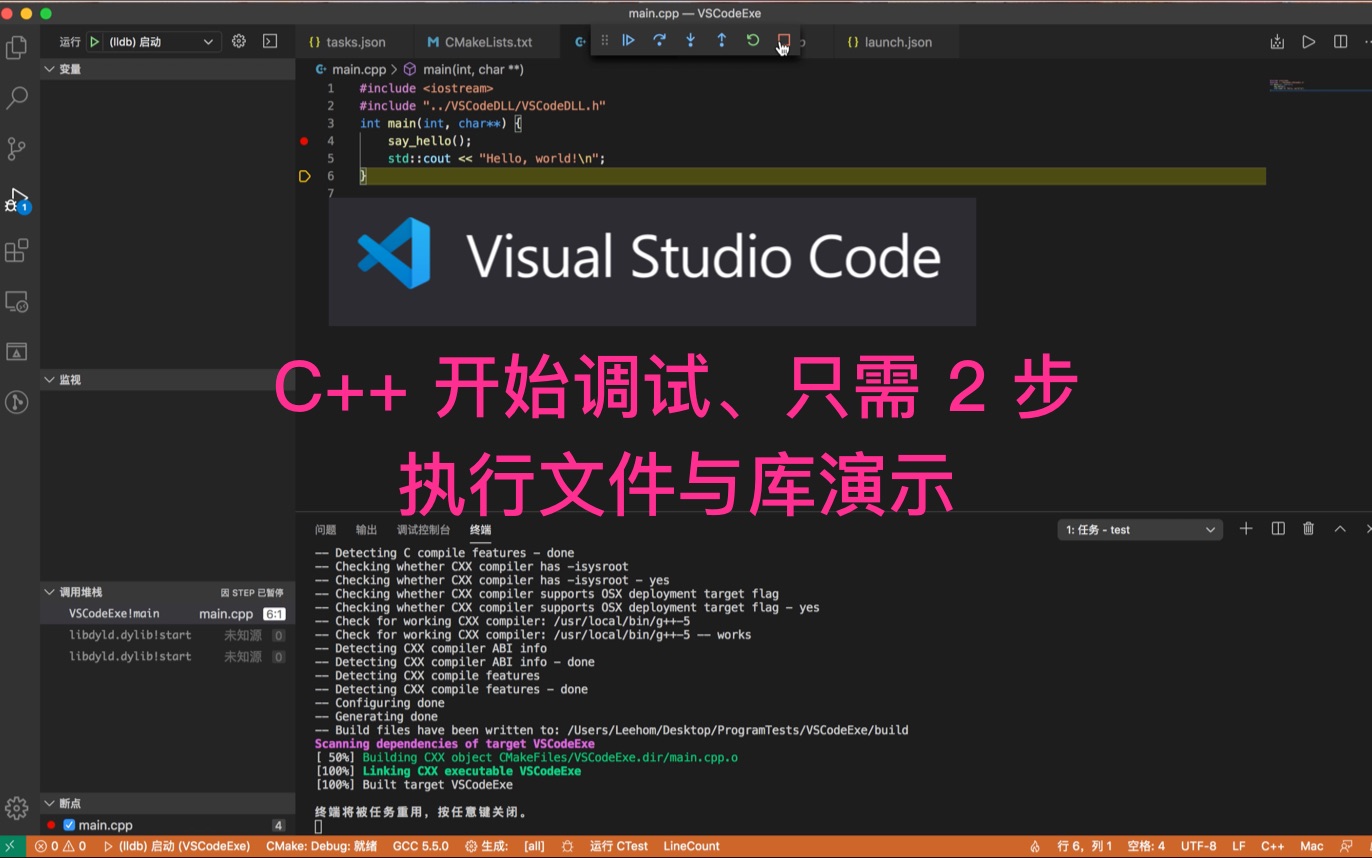 main.cpp — VSCodeExe
运行 (lldb) 启动
{} tasks.json M CMakeLists.txt {} launch.json
变量
main.cpp > main(int, char **)
1 #include <iostream>
2 #include "../VSCodeDLL/VSCodeDLL.h"
3 int main(int, char**) {
4 say_hello();
5 std::cout << "Hello, world!\n";
6 }
7
1
Visual Studio Code
监视
C++ 开始调试、只需 2 步
执行文件与库演示
问题 输出 调试控制台 终端 1: 任务 - test
-- Detecting C compile features - done
-- Checking whether CXX compiler has -isysroot
-- Checking whether CXX compiler has -isysroot - yes
-- Checking whether CXX compiler supports OSX deployment target flag
-- Checking whether CXX compiler supports OSX deployment target flag - yes
-- Check for working CXX compiler: /usr/local/bin/g++-5
-- Check for working CXX compiler: /usr/local/bin/g++-5 -- works
-- Detecting CXX compiler ABI info
-- Detecting CXX compiler ABI info - done
-- Detecting CXX compile features
-- Detecting CXX compile features - done
-- Configuring done
-- Generating done
-- Build files have been written to: /Users/Leehom/Desktop/ProgramTests/VSCodeExe/build
Scanning dependencies of target VSCodeExe
[ 50%] Building CXX object CMakeFiles/VSCodeExe.dir/main.cpp.o
[100%] Linking CXX executable VSCodeExe
[100%] Built target VSCodeExe
终端将被任务重用，按任意键关闭。
调用堆栈 因 STEP 已暂停
VSCodeExe!main main.cpp 6:1
libdyld.dylib!start 未知源 0
libdyld.dylib!start 未知源 0
断点
main.cpp 4
0 0 (lldb) 启动 (VSCodeExe) CMake: Debug: 就绪 GCC 5.5.0 生成: [all] 运行 CTest LineCount 行 6，列 1 空格: 4 UTF-8 LF C++ Mac